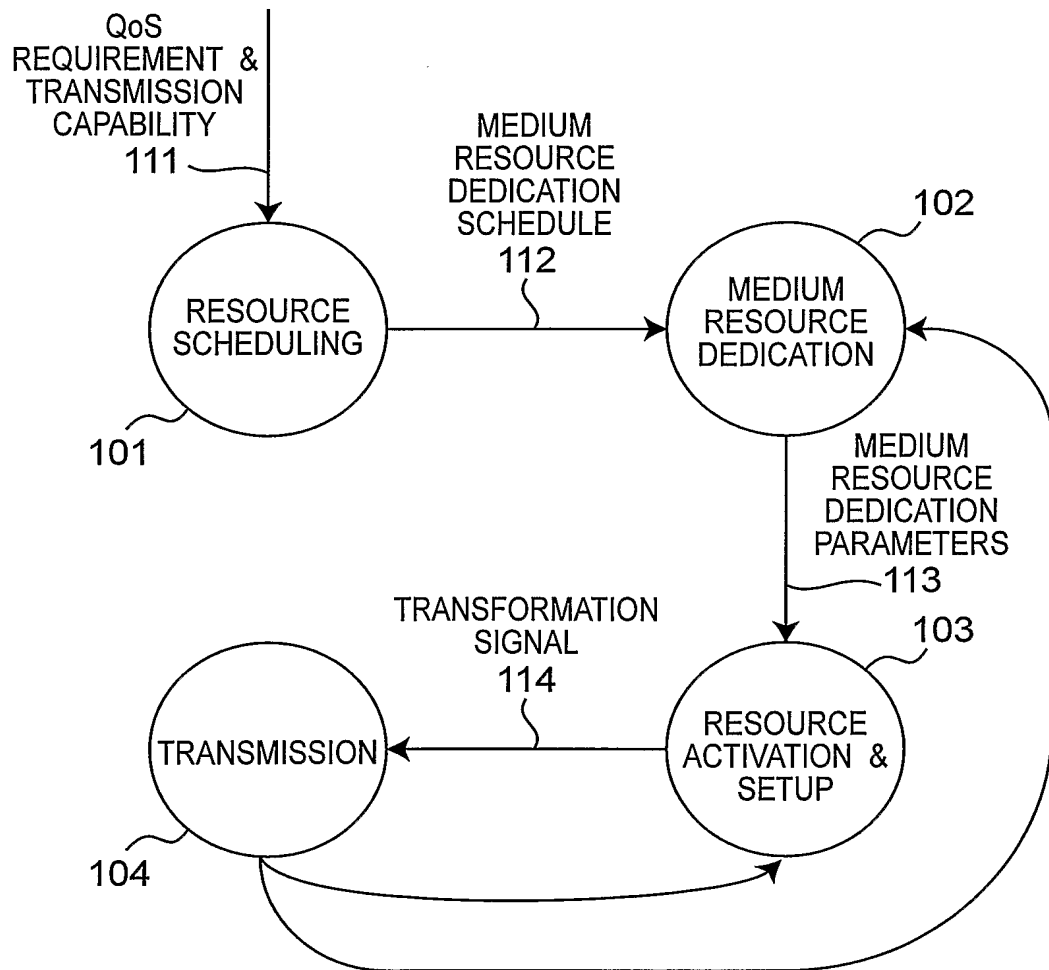 QoS
REQUIREMENT &
TRANSMISSION
CAPABILITY
111
MEDIUM
RESOURCE
DEDICATION
SCHEDULE
112
102
RESOURCE
SCHEDULING
MEDIUM
RESOURCE
DEDICATION
101
MEDIUM
RESOURCE
DEDICATION
PARAMETERS
113
TRANSFORMATION
SIGNAL
114
103
TRANSMISSION
RESOURCE
ACTIVATION &
SETUP
104